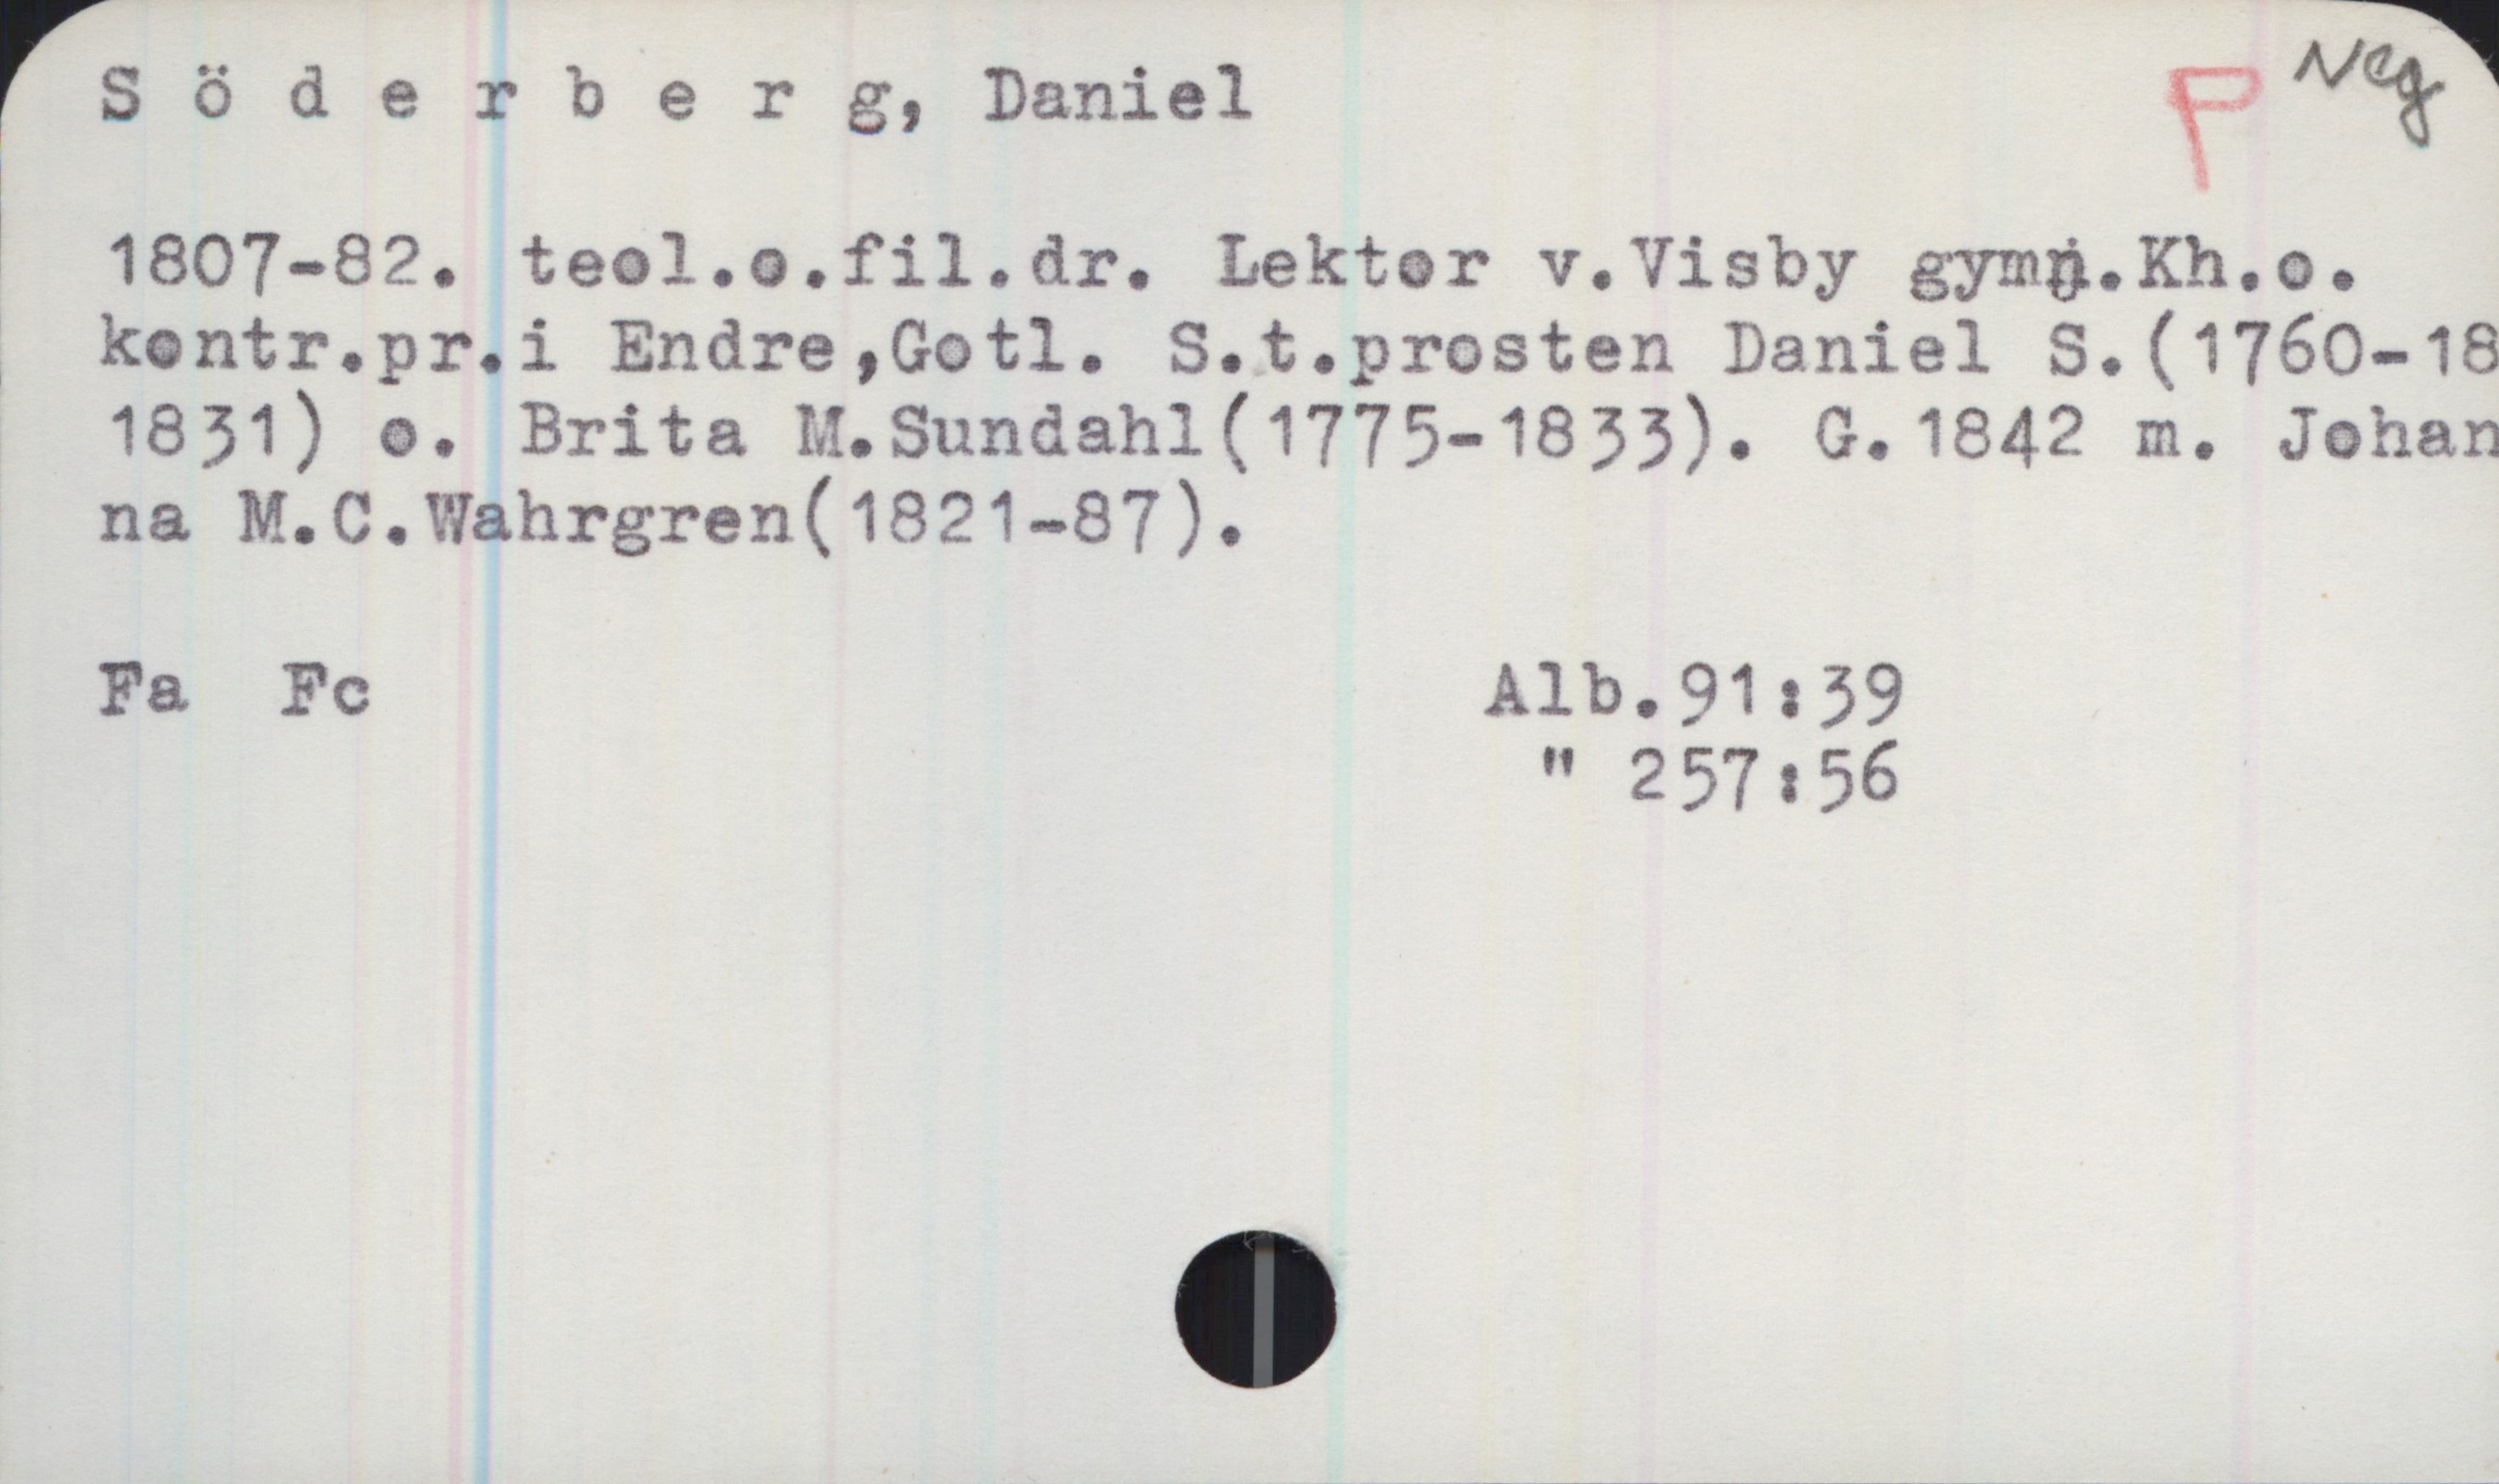 S ö d e r b e r g, Daniel
P Neg
1807-82. teol.o.fil.dr. Lektor v.Visby gymn.Kh.o.
kontr.pr.i Endre,Gotl. S.t.prosten Daniel S.(1760-18
1831) o. Brita M.Sundahl(1775-1833). G.1842 m. Johan
na M.C.Wahrgren(1821-87).
Fa Fc Alb.91:39
" 257:56